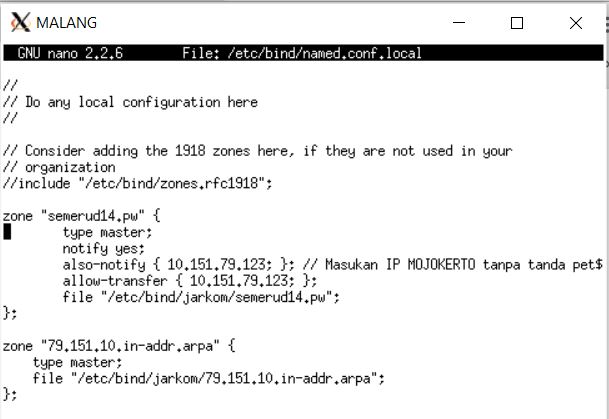 MALANG
GNU nano 2.2.6 File: /etc/bind/named.conf.local
//
// Do any local configuration here
//
// Consider adding the 1918 zones here, if they are not used in your
// organization
//include "/etc/bind/zones.rfc1918";
zone "semerud14.pw" {
type master;
notify yes;
also-notify { 10.151.79.123; }; // Masukan IP MOJOKERTO tanpa tanda pet$
allow-transfer { 10.151.79.123; };
file "/etc/bind/jarkom/semerud14.pw";
};
zone "79.151.10.in-addr.arpa" {
type master;
file "/etc/bind/jarkom/79.151.10.in-addr.arpa";
};